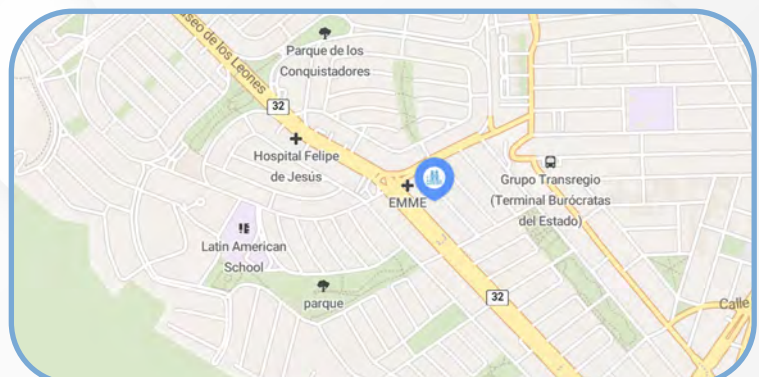 seo de los Leones
Parque de los
Conquistadores
32
Hospital Felipe
de Jesús
EMME
Grupo Transregio
(Terminal Burócratas
del Estado)
Latin American
School
parque
32
Calle